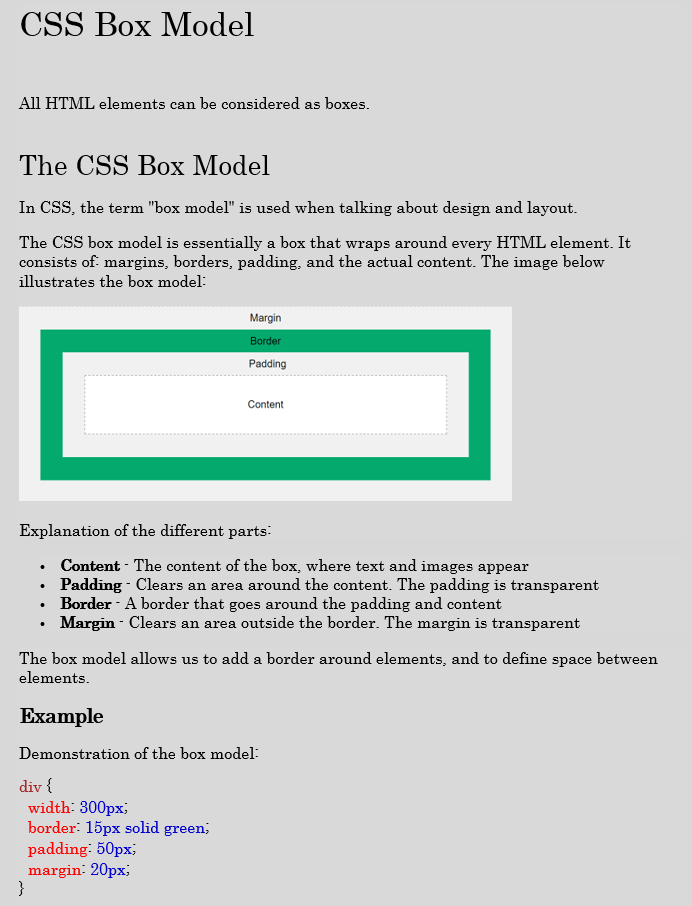 CSS Box Model
All HTML elements can be considered as boxes.
The CSS Box Model
In CSS, the term "box model" is used when talking about design and layout.
The CSS box model is essentially a box that wraps around every HTML element. It
consists of: margins, borders, padding, and the actual content. The image below
illustrates the box model:
Margin
Border
Padding
Content
Explanation of the different parts:
• Content - The content of the box, where text and images appear
• Padding - Clears an area around the content. The padding is transparent
• Border - A border that goes around the padding and content
• Margin - Clears an area outside the border. The margin is transparent
The box model allows us to add a border around elements, and to define space between
elements.
Example
Demonstration of the box model:
div {
  width: 300px;
  border: 15px solid green;
  padding: 50px;
  margin: 20px;
}